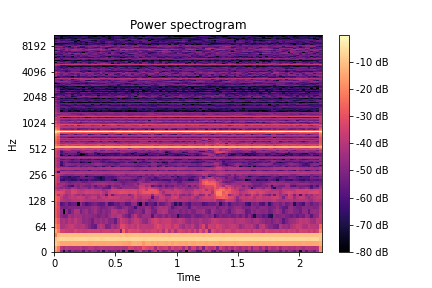 Power spectrogram
8192
4096
2048
1024
512
256
128
64
0
Hz
0
0.5
1
1.5
2
Time
-10 dB
-20 dB
-30 dB
-40 dB
-50 dB
-60 dB
-70 dB
-80 dB